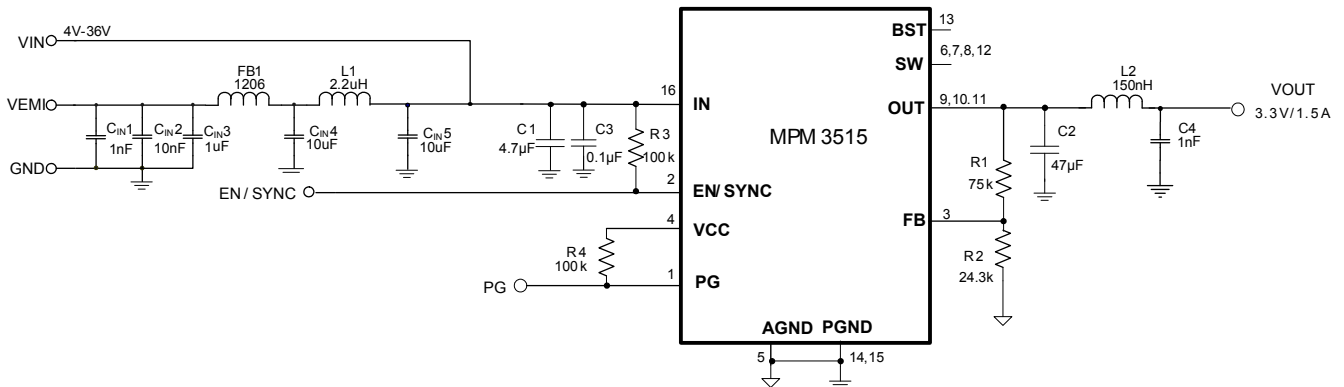 4V-36V
VIN
VEMI
GND
FB1
1206
L1
2.2uH
CIN1
1nF
CIN2
10nF
CIN3
1uF
CIN4
10uF
CIN5
10uF
C1
4.7µF
C3
0.1µF
R3
100k
EN / SYNC
R4
100k
PG
16
IN
2
EN/SYNC
4
VCC
1
PG
MPM3515
AGND
PGND
5
14,15
BST
13
SW
6,7,8,12
OUT
9,10.11
FB
3
R1
75k
R2
24.3k
C2
47µF
L2
150nH
C4
1nF
VOUT
3.3V/1.5A